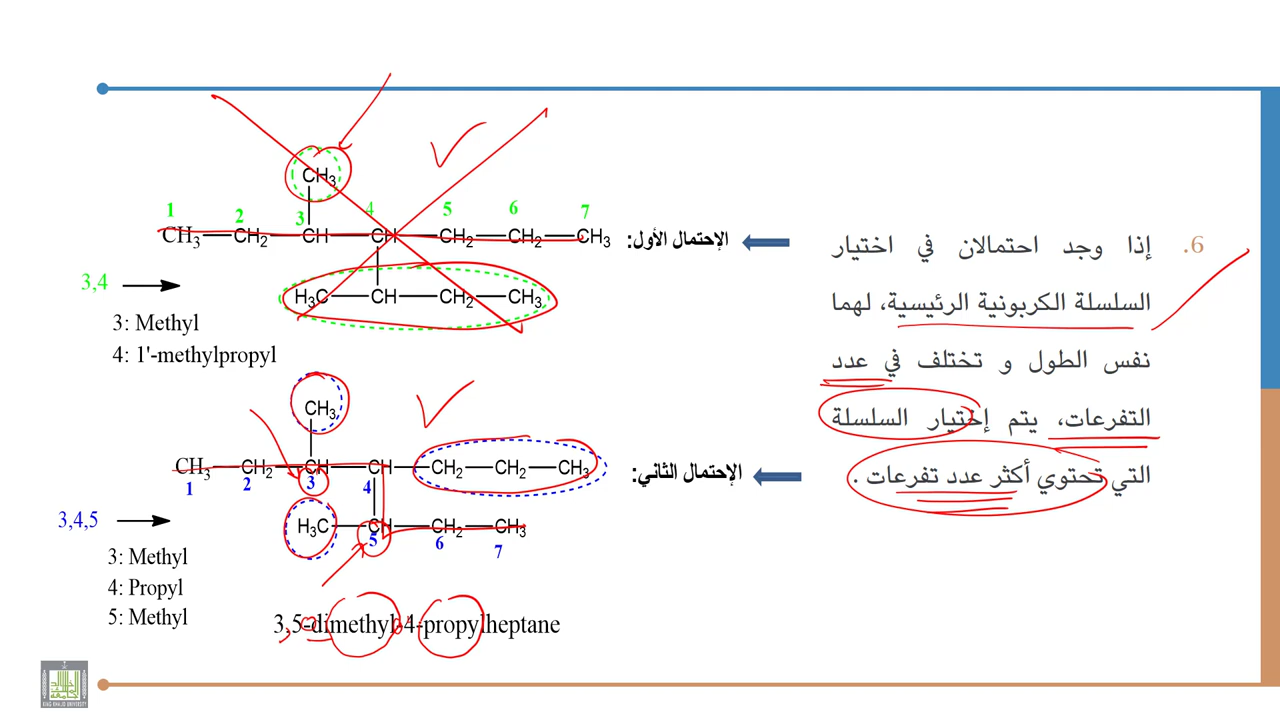 6. إذا وجد احتمالان في اختيار
السلسلة الكربونية الرئيسية، لهما
نفس الطول و تختلف في عدد
التفرعات، يتم إختيار السلسلة
التي تحتوي أكثر عدد تفرعات .
الإحتمال الأول:
CH3
1 2 3 4 5 6 7
CH3 CH2 CH CH CH2 CH2 CH3
H3C CH CH2 CH3
3,4
3: Methyl
4: 1'-methylpropyl
الإحتمال الثاني:
CH3
CH3 CH2 CH CH CH2 CH2 CH3
1 2 3 4
H3C CH CH2 CH3
5 6 7
3,4,5
3: Methyl
4: Propyl
5: Methyl
3,5-dimethyl-4-propylheptane
KING KHALID UNIVERSITY